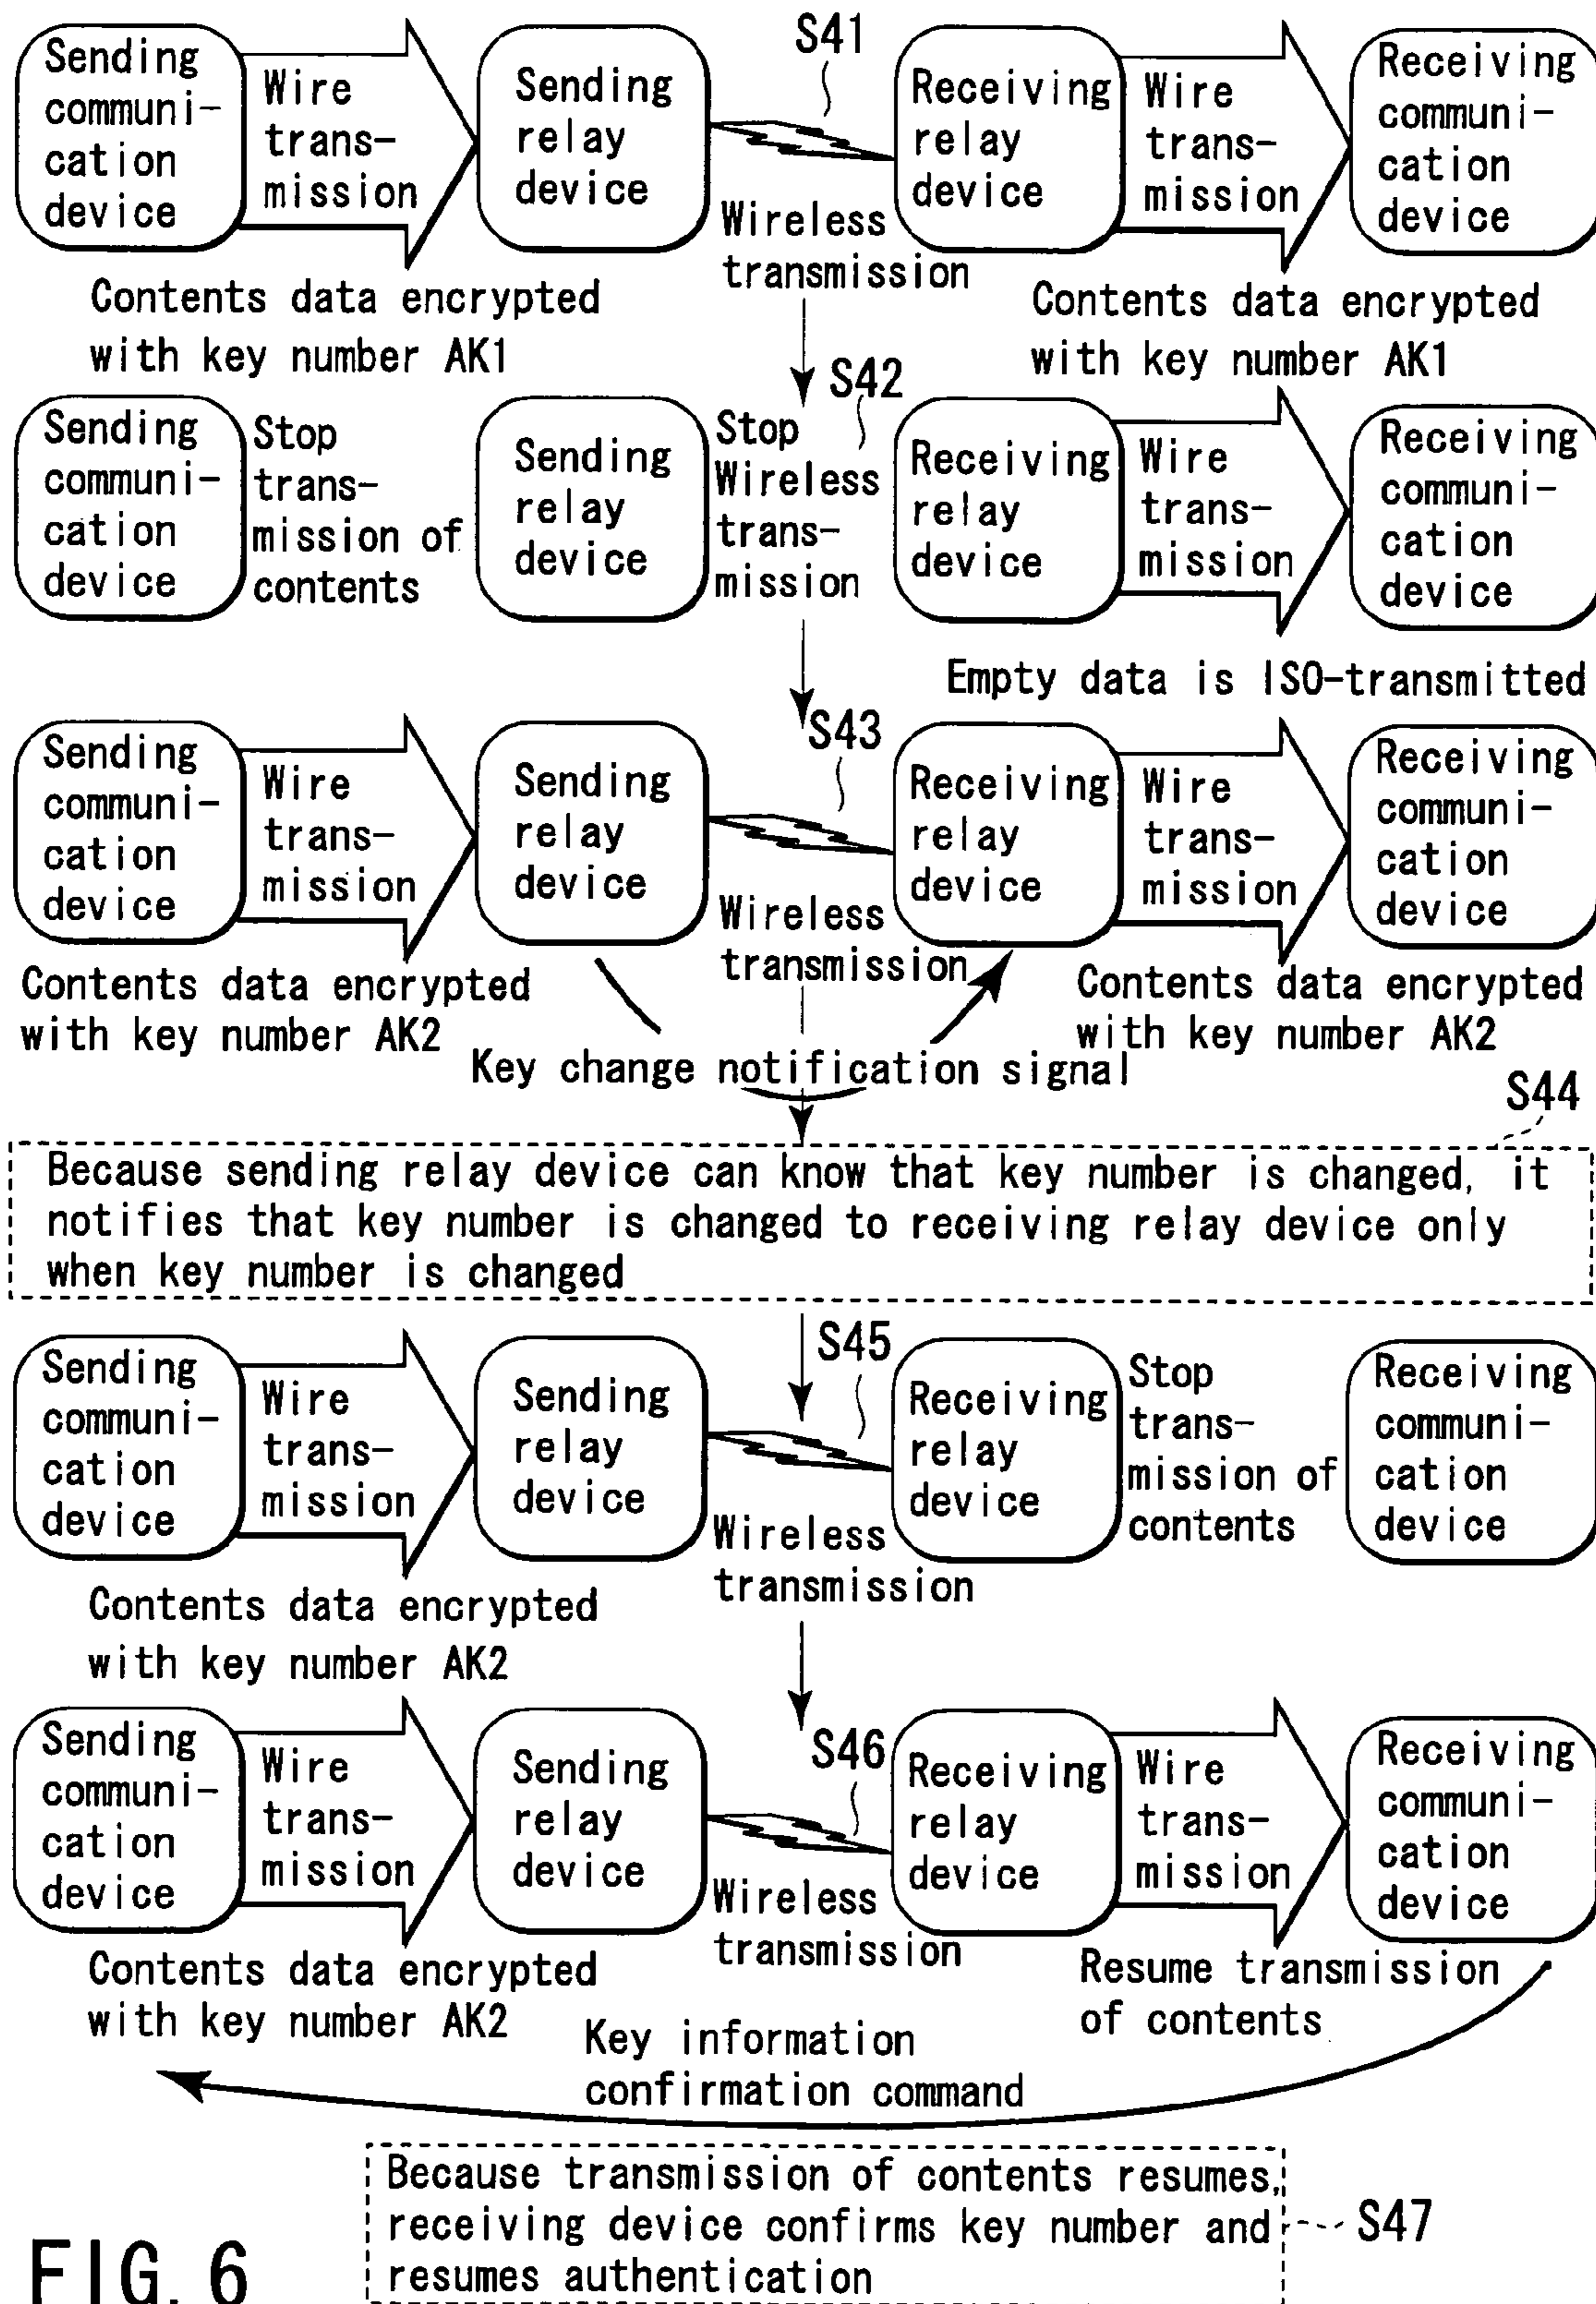 S41
Sending
communi-
cation
device
Wire
trans-
mission
Sending
relay
device
Wireless
transmission
Receiving
relay
device
Wire
trans-
mission
Receiving
communi-
cation
device
Contents data encrypted
with key number AK1
Contents data encrypted
with key number AK1
S42
Sending
communi-
cation
device
Stop
trans-
mission of
contents
Sending
relay
device
Stop
Wireless
trans-
mission
Receiving
relay
device
Wire
trans-
mission
Receiving
communi-
cation
device
Empty data is ISO-transmitted
S43
Sending
communi-
cation
device
Wire
trans-
mission
Sending
relay
device
Wireless
transmission
Receiving
relay
device
Wire
trans-
mission
Receiving
communi-
cation
device
Contents data encrypted
with key number AK2
Contents data encrypted
with key number AK2
Key change notification signal
S44
Because sending relay device can know that key number is changed, it
notifies that key number is changed to receiving relay device only
when key number is changed
S45
Sending
communi-
cation
device
Wire
trans-
mission
Sending
relay
device
Wireless
transmission
Receiving
relay
device
Stop
trans-
mission of
contents
Receiving
communi-
cation
device
Contents data encrypted
with key number AK2
S46
Sending
communi-
cation
device
Wire
trans-
mission
Sending
relay
device
Wireless
transmission
Receiving
relay
device
Wire
trans-
mission
Receiving
communi-
cation
device
Contents data encrypted
with key number AK2
Resume transmission
of contents
Key information
confirmation command
Because transmission of contents resumes,
receiving device confirms key number and
resumes authentication
S47
FIG. 6